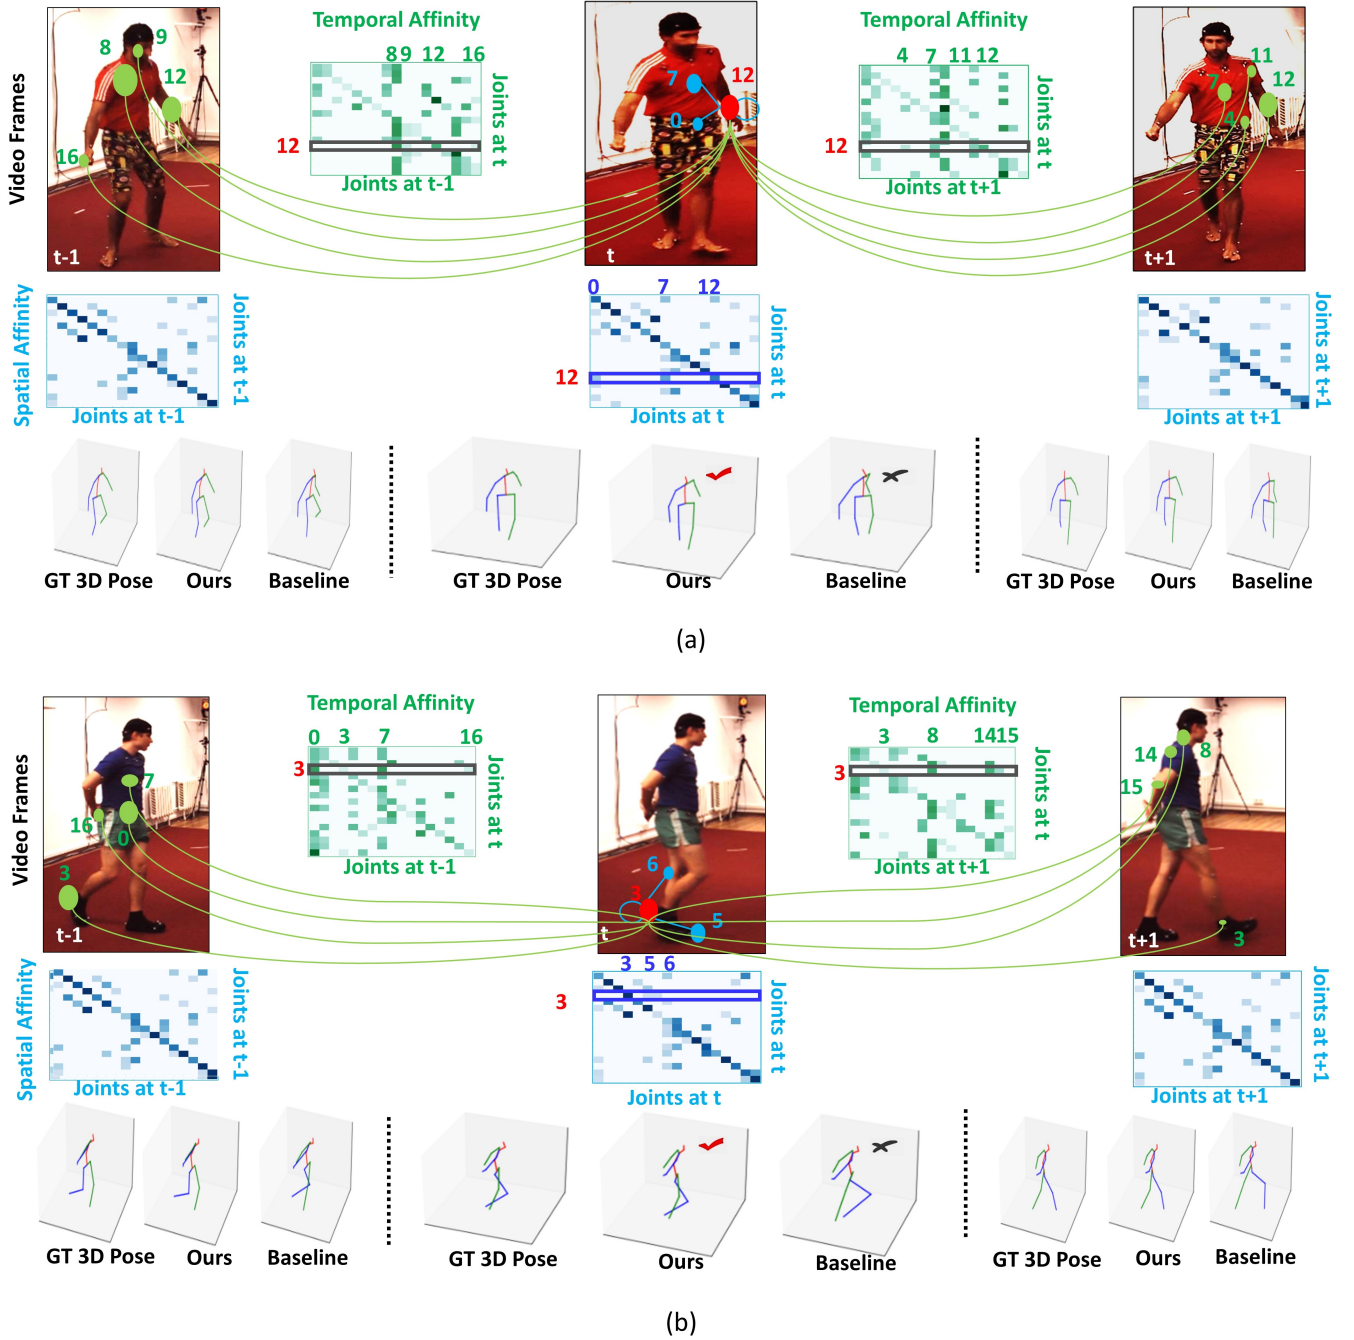 Temporal Affinity
Temporal Affinity
Video Frames
8
9
12
16
t-1
8 9 12 16
12
Joints at t
Joints at t-1
7
12
0
t
4 7 11 12
12
Joints at t
Joints at t+1
11
7
12
4
t+1
Spatial Affinity
Joints at t-1
Joints at t-1
0 7 12
12
Joints at t
Joints at t
Joints at t+1
Joints at t+1
GT 3D Pose
Ours
Baseline
GT 3D Pose
Ours
Baseline
GT 3D Pose
Ours
Baseline
(a)
Temporal Affinity
Temporal Affinity
Video Frames
7
16
0
3
t-1
0 3 7 16
3
Joints at t
Joints at t-1
6
3
5
t
3 8 14 15
3
Joints at t
Joints at t+1
14
8
15
3
t+1
Spatial Affinity
Joints at t-1
Joints at t-1
3 5 6
3
Joints at t
Joints at t
Joints at t+1
Joints at t+1
GT 3D Pose
Ours
Baseline
GT 3D Pose
Ours
Baseline
GT 3D Pose
Ours
Baseline
(b)